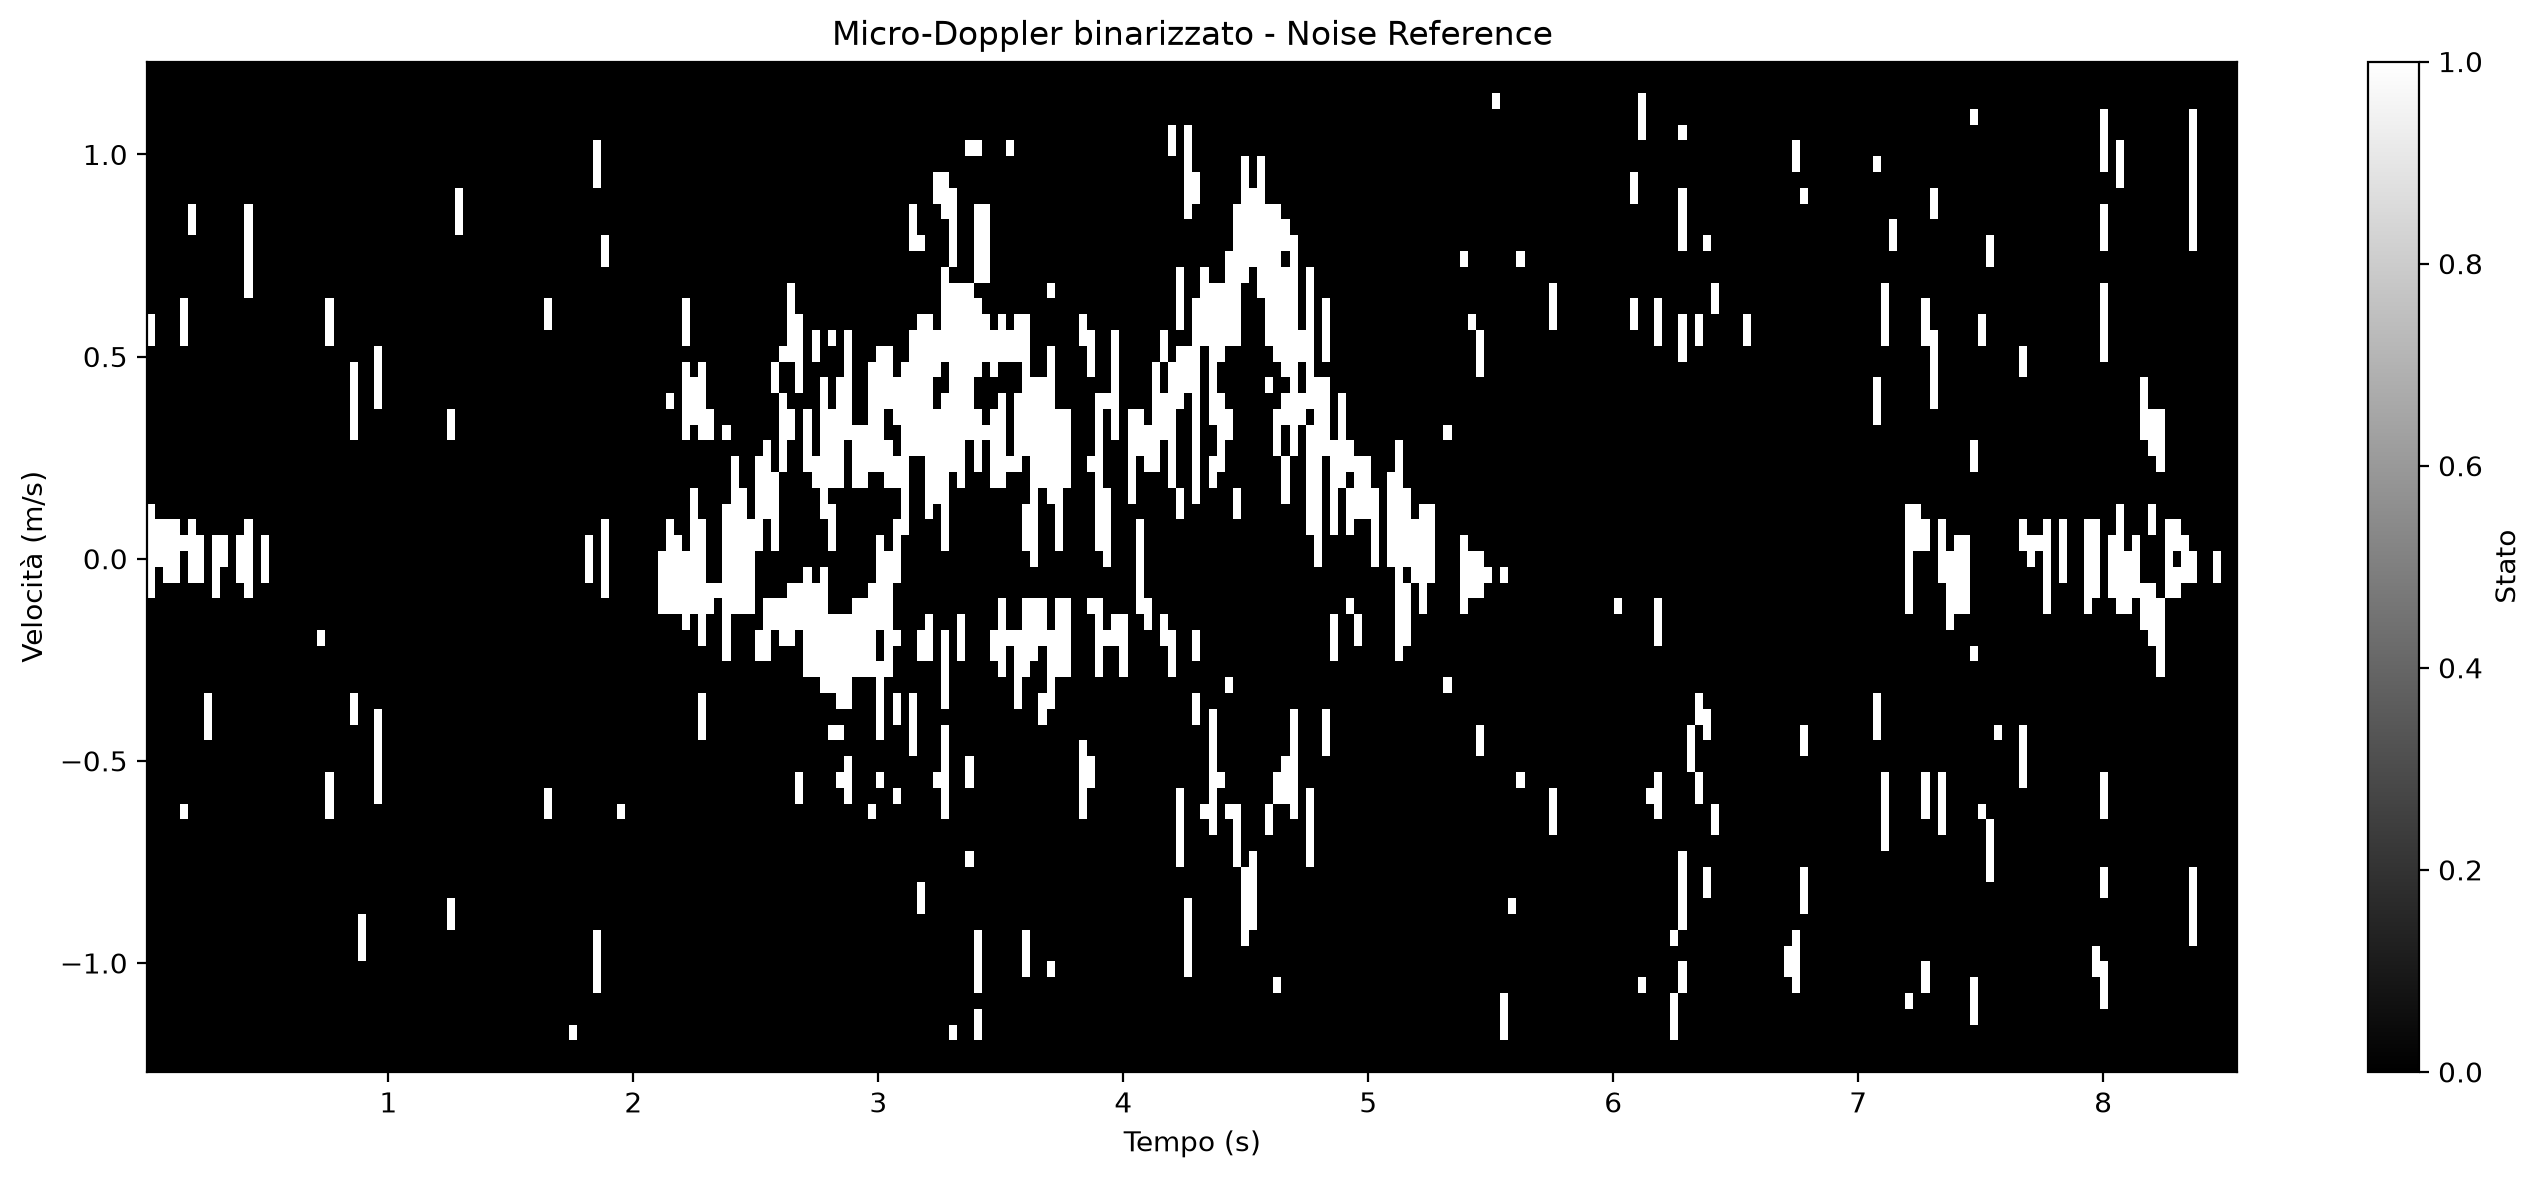 Micro-Doppler binarizzato - Noise Reference
1.0
0.5
0.0
−0.5
−1.0
Velocità (m/s)
1 2 3 4 5 6 7 8
Tempo (s)
1.0
0.8
0.6
0.4
0.2
0.0
Stato